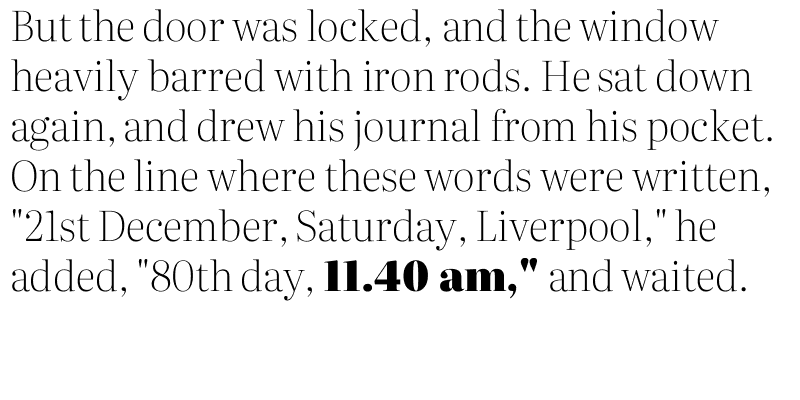 But the door was locked, and the window
heavily barred with iron rods. He sat down
again, and drew his journal from his pocket.
On the line where these words were written,
"21st December, Saturday, Liverpool," he
added, "80th day, 11.40 am," and waited.